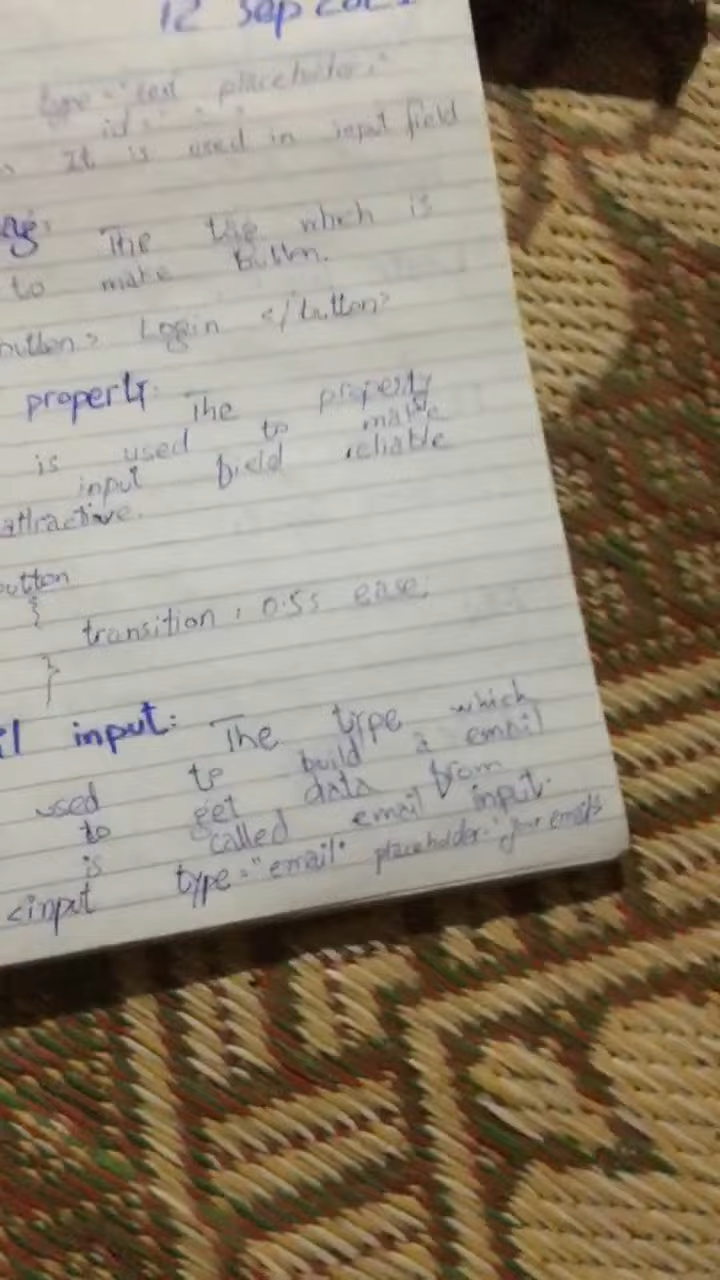 12 Sep
type="text placeholder="
id="
It is used in input field
The tag which is
to make button.
button> Login </button>
property: The property
is used to make
input field reliable
attractive.
button
{
transition : 0.5s ease;
}
input: The type which
used to build a email
to get data from
is called email input.
<input type="email" placeholder="your email"